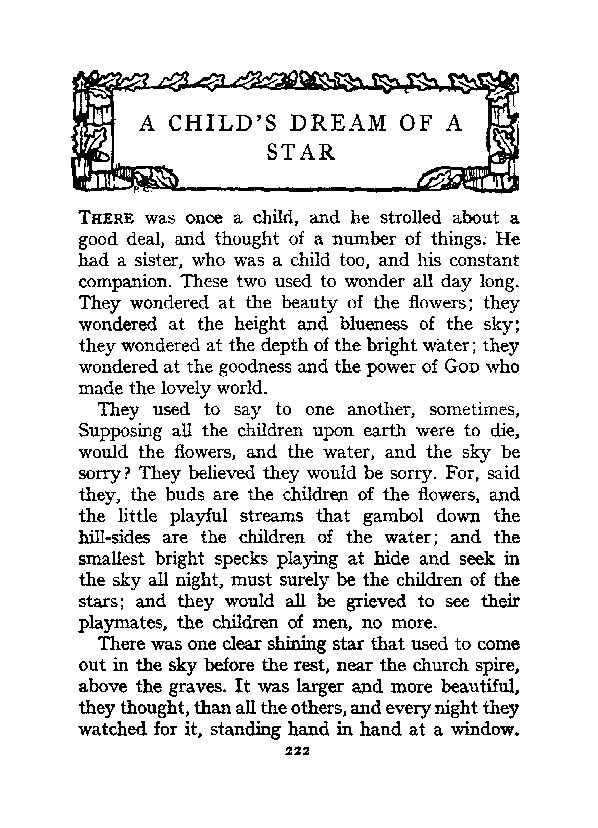 A CHILD'S DREAM OF A
STAR
THERE was once a child, and he strolled about a
good deal, and thought of a number of things. He
had a sister, who was a child too, and his constant
companion. These two used to wonder all day long.
They wondered at the beauty of the flowers; they
wondered at the height and blueness of the sky;
they wondered at the depth of the bright water; they
wondered at the goodness and the power of GOD who
made the lovely world.
They used to say to one another, sometimes,
Supposing all the children upon earth were to die,
would the flowers, and the water, and the sky be
sorry? They believed they would be sorry. For, said
they, the buds are the children of the flowers, and
the little playful streams that gambol down the
hill-sides are the children of the water; and the
smallest bright specks playing at hide and seek in
the sky all night, must surely be the children of the
stars; and they would all be grieved to see their
playmates, the children of men, no more.
There was one clear shining star that used to come
out in the sky before the rest, near the church spire,
above the graves. It was larger and more beautiful,
they thought, than all the others, and every night they
watched for it, standing hand in hand at a window.
222